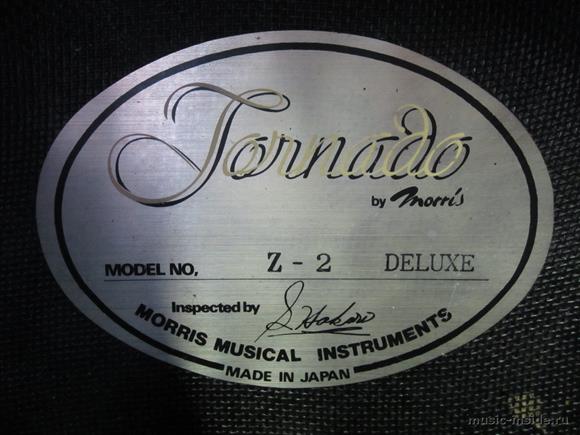 Tornado
by Morris
MODEL NO, Z-2 DELUXE
Inspected by
MORRIS MUSICAL INSTRUMENTS
MADE IN JAPAN
music-inside.ru